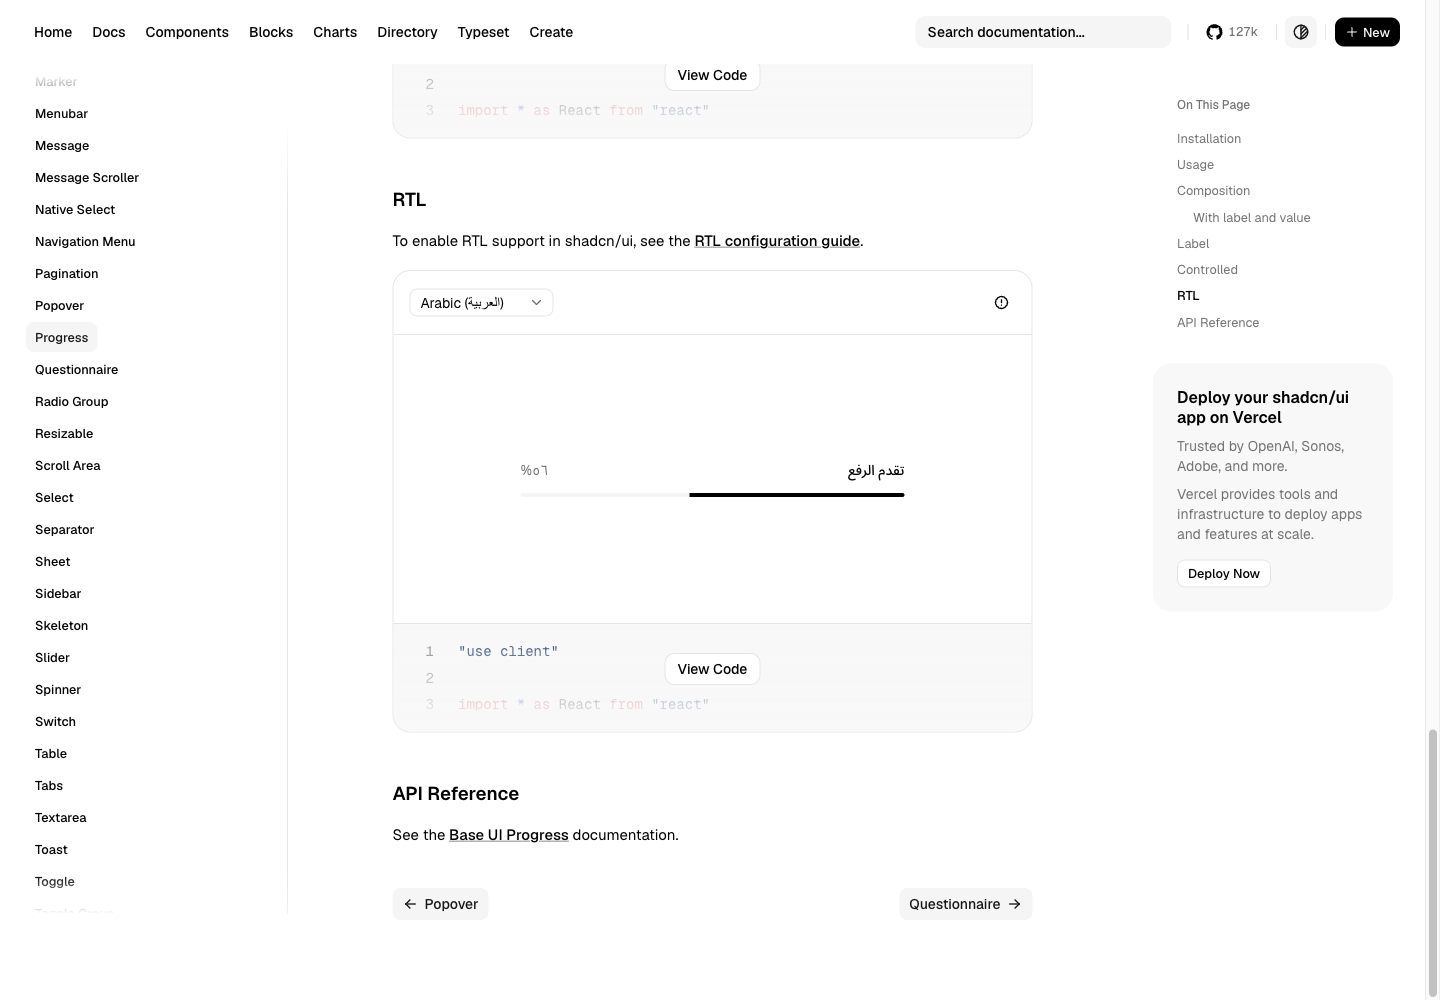 Home Docs Components Blocks Charts Directory Typeset Create
Search documentation...
127k
New
Marker
Menubar
Message
Message Scroller
Native Select
Navigation Menu
Pagination
Popover
Progress
Questionnaire
Radio Group
Resizable
Scroll Area
Select
Separator
Sheet
Sidebar
Skeleton
Slider
Spinner
Switch
Table
Tabs
Textarea
Toast
Toggle
View Code
2
3 import * as React from "react"
RTL
To enable RTL support in shadcn/ui, see the RTL configuration guide.
Arabic (العربية)
تقدم الرفع
٥٦%
1 "use client"
View Code
2
3 import * as React from "react"
API Reference
See the Base UI Progress documentation.
Popover
Questionnaire
On This Page
Installation
Usage
Composition
With label and value
Label
Controlled
RTL
API Reference
Deploy your shadcn/ui
app on Vercel
Trusted by OpenAI, Sonos,
Adobe, and more.
Vercel provides tools and
infrastructure to deploy apps
and features at scale.
Deploy Now